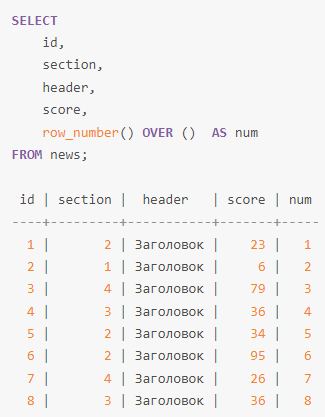 SELECT
    id,
    section,
    header,
    score,
    row_number() OVER ()  AS num
FROM news;

 id | section |  header   | score | num
----+---------+-----------+-------+-----
  1 |       2 | Заголовок |    23 |   1
  2 |       1 | Заголовок |     6 |   2
  3 |       4 | Заголовок |    79 |   3
  4 |       3 | Заголовок |    36 |   4
  5 |       2 | Заголовок |    34 |   5
  6 |       2 | Заголовок |    95 |   6
  7 |       4 | Заголовок |    26 |   7
  8 |       3 | Заголовок |    36 |   8